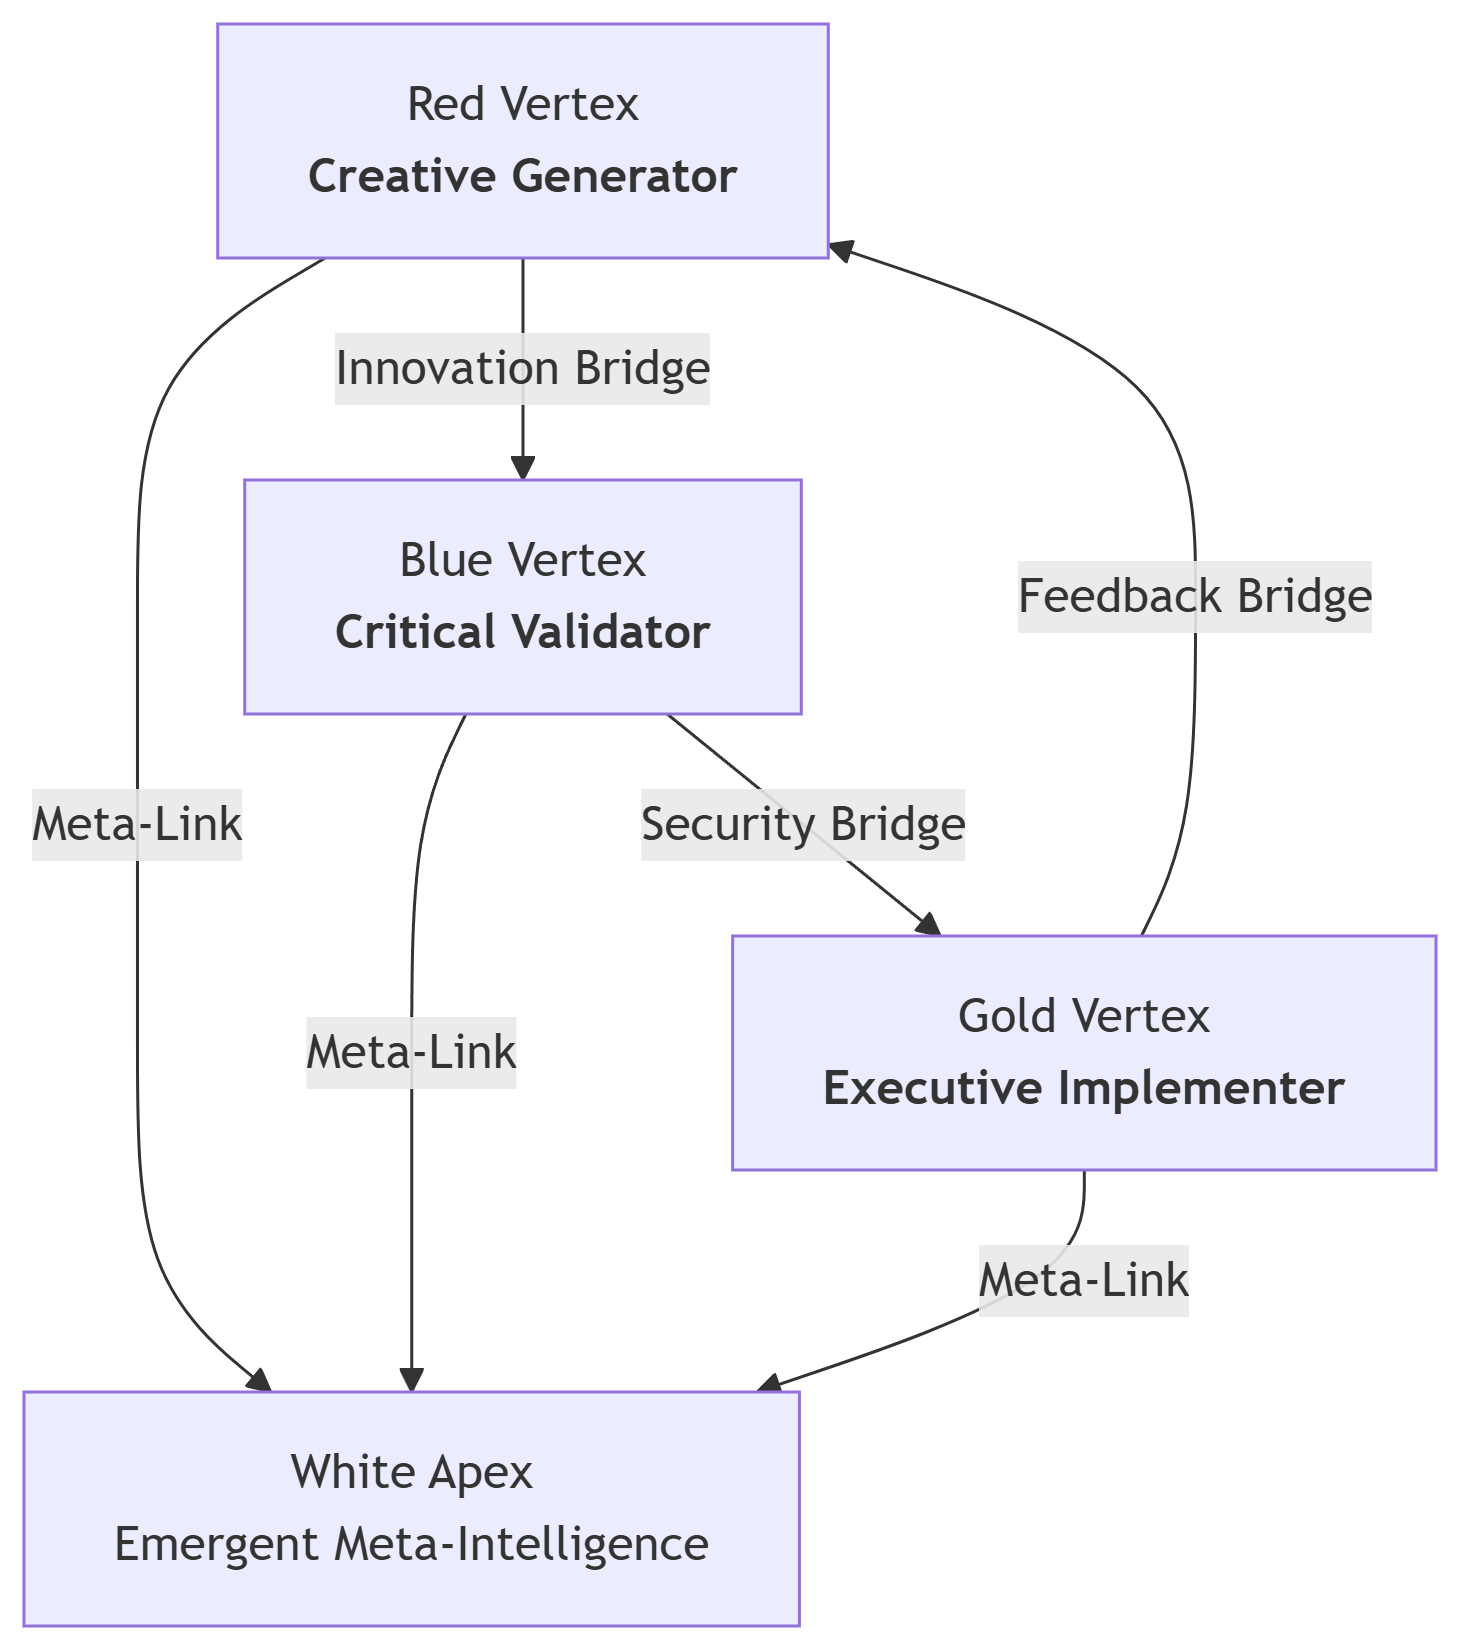 Red Vertex
Creative Generator
Innovation Bridge
Blue Vertex
Critical Validator
Feedback Bridge
Meta-Link
Security Bridge
Gold Vertex
Executive Implementer
Meta-Link
Meta-Link
White Apex
Emergent Meta-Intelligence